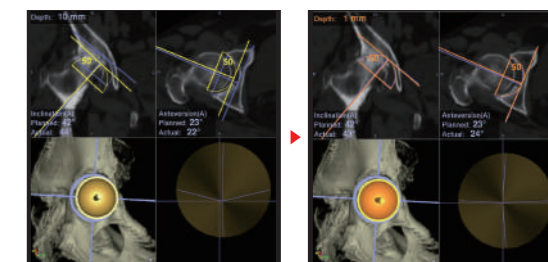 Depth: 10 mm
50
50
Inclination(A)
Planned: 42°
Actual: 44°
Anteversion(A)
Planned: 23°
Actual: 22°
Depth: 1 mm
50
Inclination(A)
Planned: 42°
Actual: 43°
Anteversion(A)
Planned: 23°
Actual: 24°